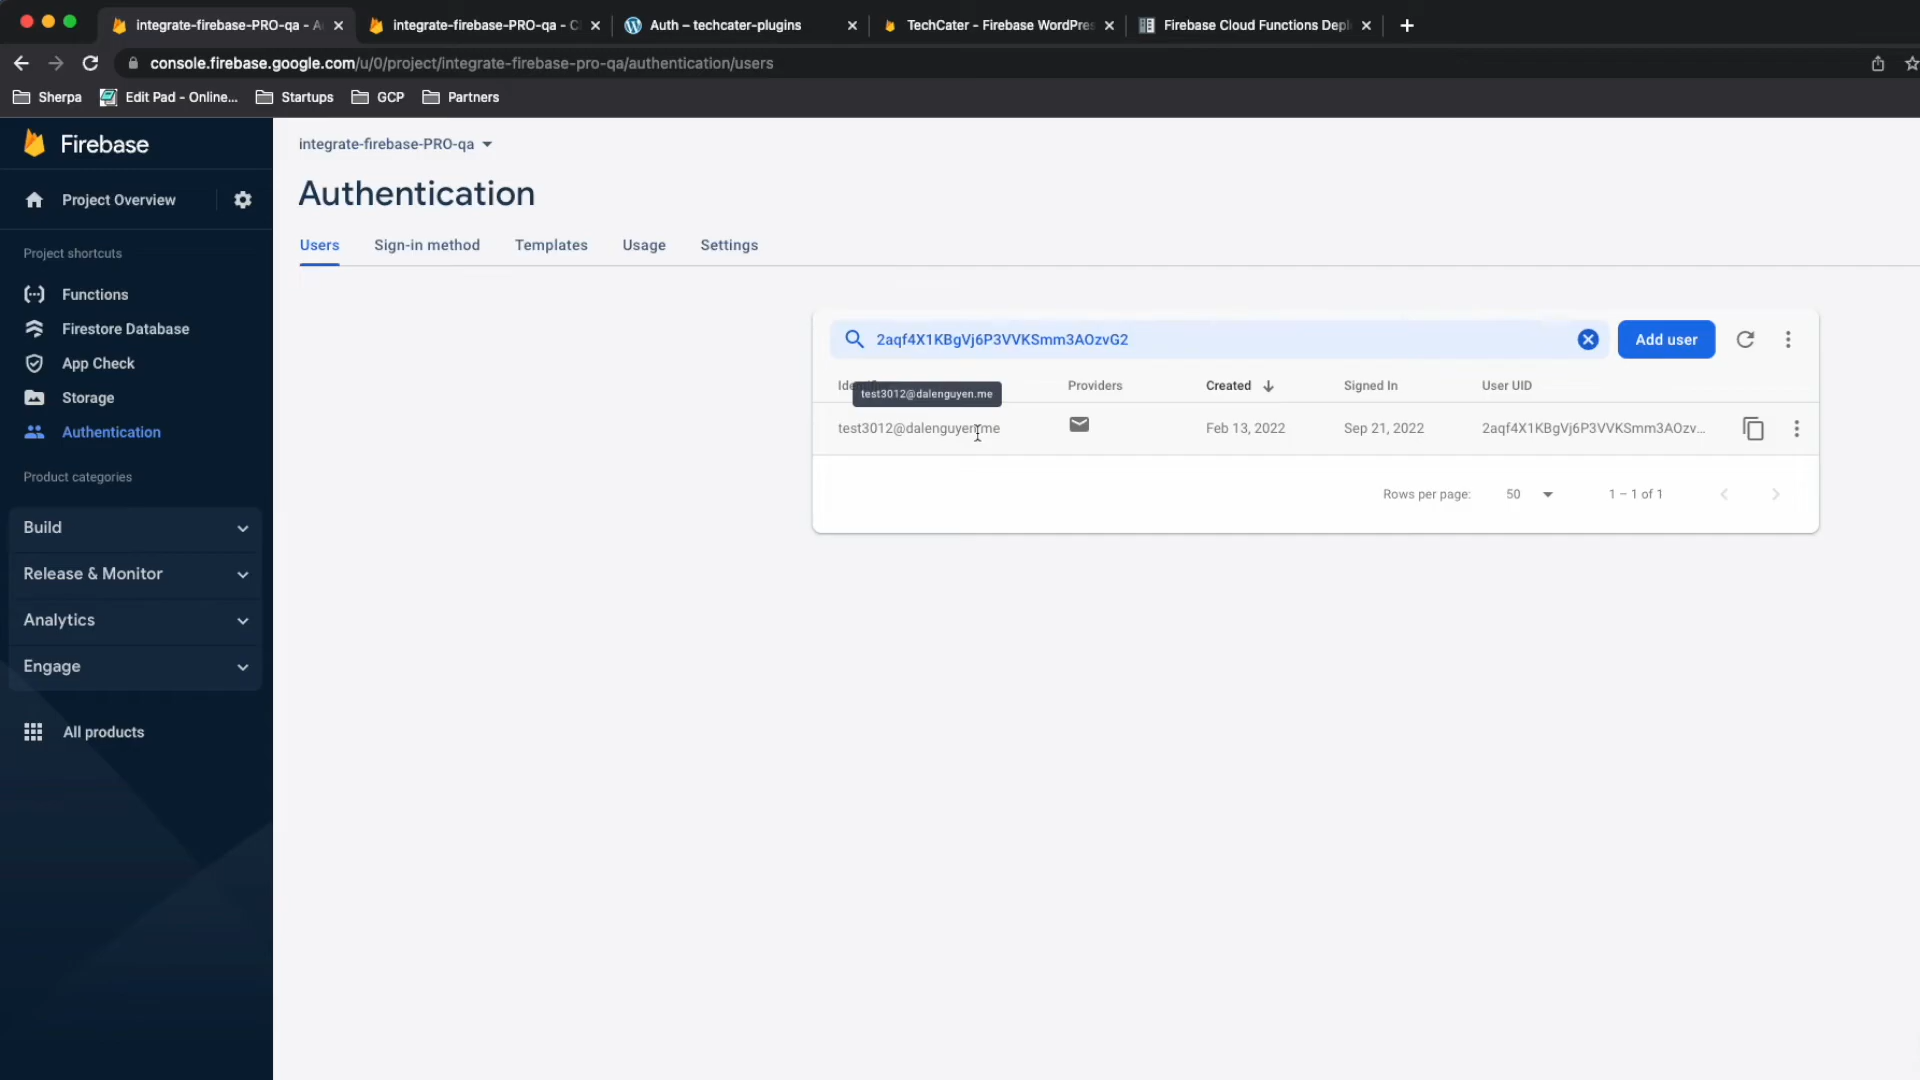 integrate-firebase-PRO-qa - A
integrate-firebase-PRO-qa - C
Auth – techcater-plugins
TechCater - Firebase WordPres
Firebase Cloud Functions Depl
console.firebase.google.com/u/0/project/integrate-firebase-pro-qa/authentication/users
Sherpa
Edit Pad - Online...
Startups
GCP
Partners
Firebase
integrate-firebase-PRO-qa
Authentication
Project Overview
Users
Sign-in method
Templates
Usage
Settings
Project shortcuts
Functions
Firestore Database
App Check
Storage
Authentication
Product categories
Build
Release & Monitor
Analytics
Engage
All products
2aqf4X1KBgVj6P3VVKSmm3AOzvG2
Add user
Providers
Created
Signed In
User UID
test3012@dalenguyen.me
test3012@dalenguyen.me
Feb 13, 2022
Sep 21, 2022
2aqf4X1KBgVj6P3VVKSmm3AOzv...
Rows per page:
50
1 – 1 of 1